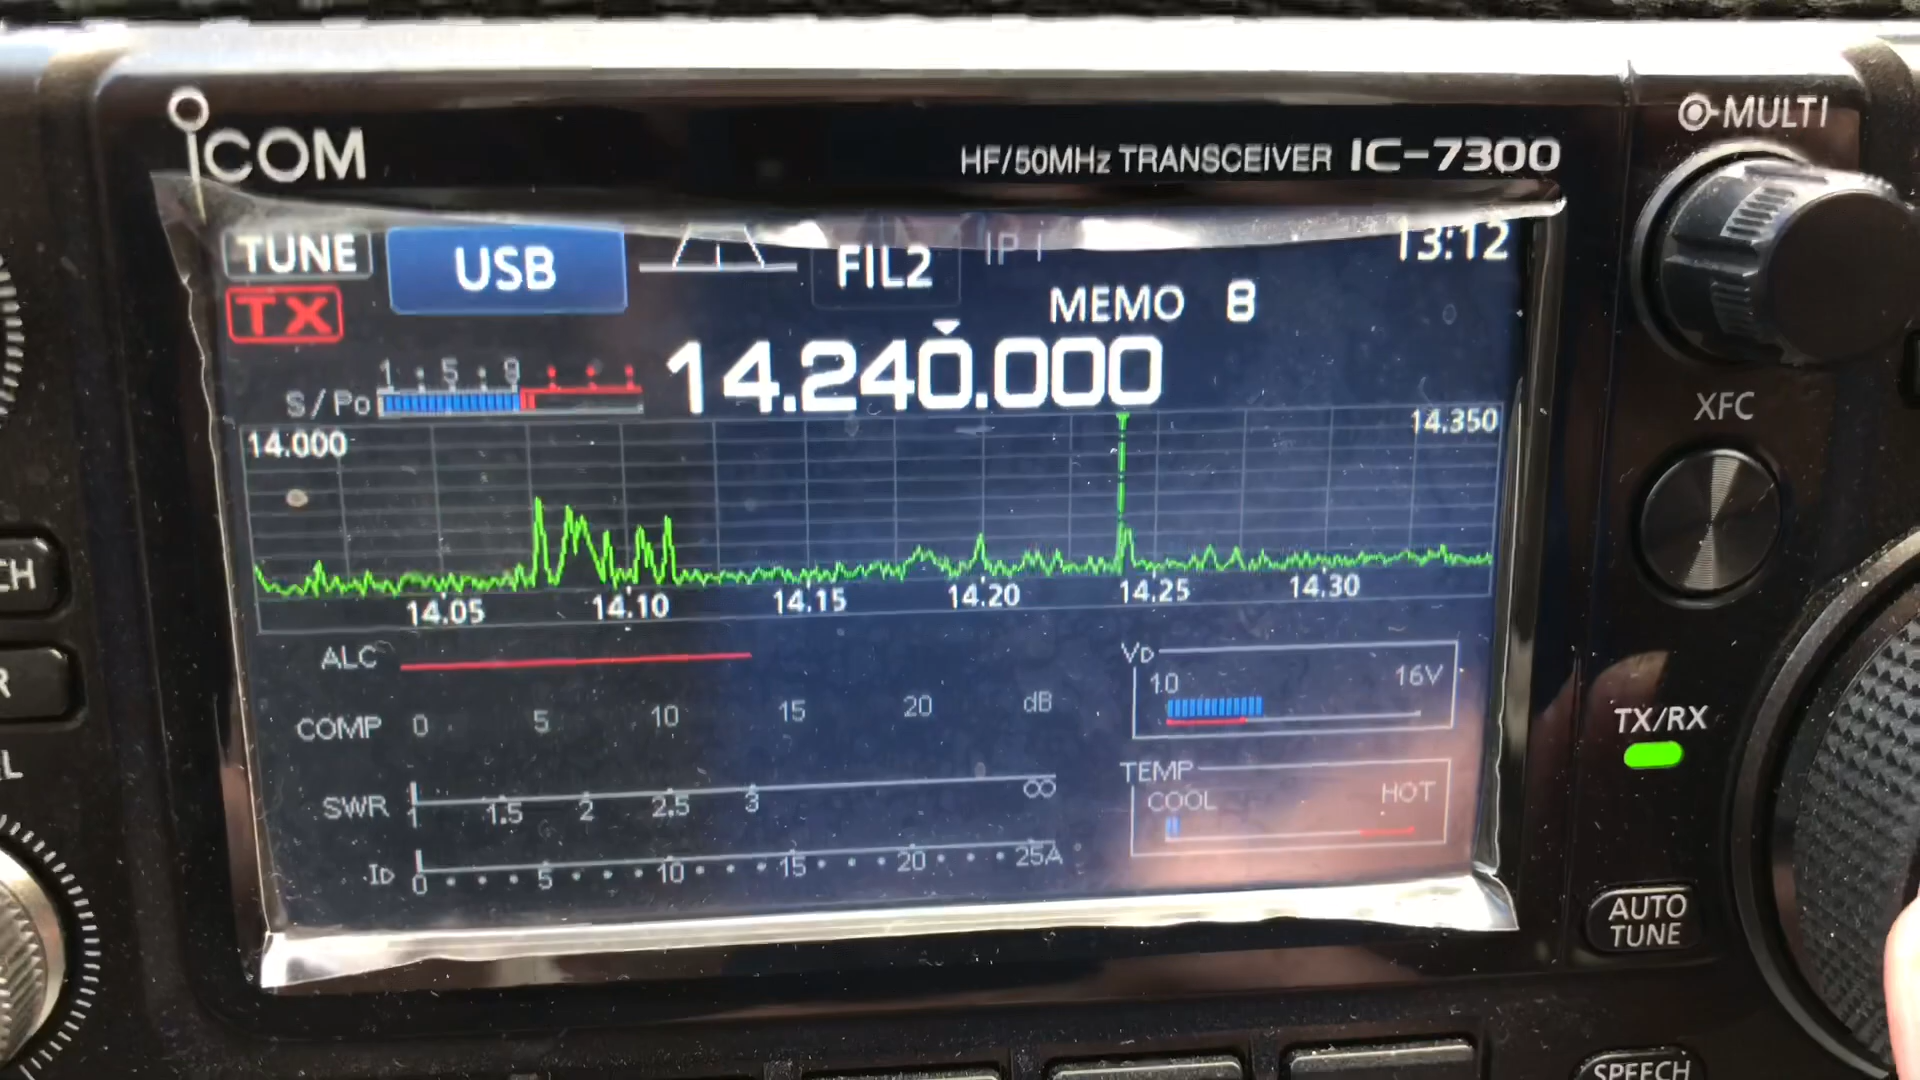 ICOM
HF/50MHz TRANSCEIVER IC-7300
MULTI
TUNE USB FIL2 13:12
TX
MEMO 8
1 5 9
S/Po
14.240.000
XFC
14.000 14.350
14.05 14.10 14.15 14.20 14.25 14.30
ALC
VD
10 16V
COMP 0 5 10 15 20 dB
TX/RX
TEMP
COOL HOT
SWR 1 1.5 2 2.5 3 ∞
ID 0 5 10 15 20 25A
AUTO
TUNE
SPEECH
CH
R
EL